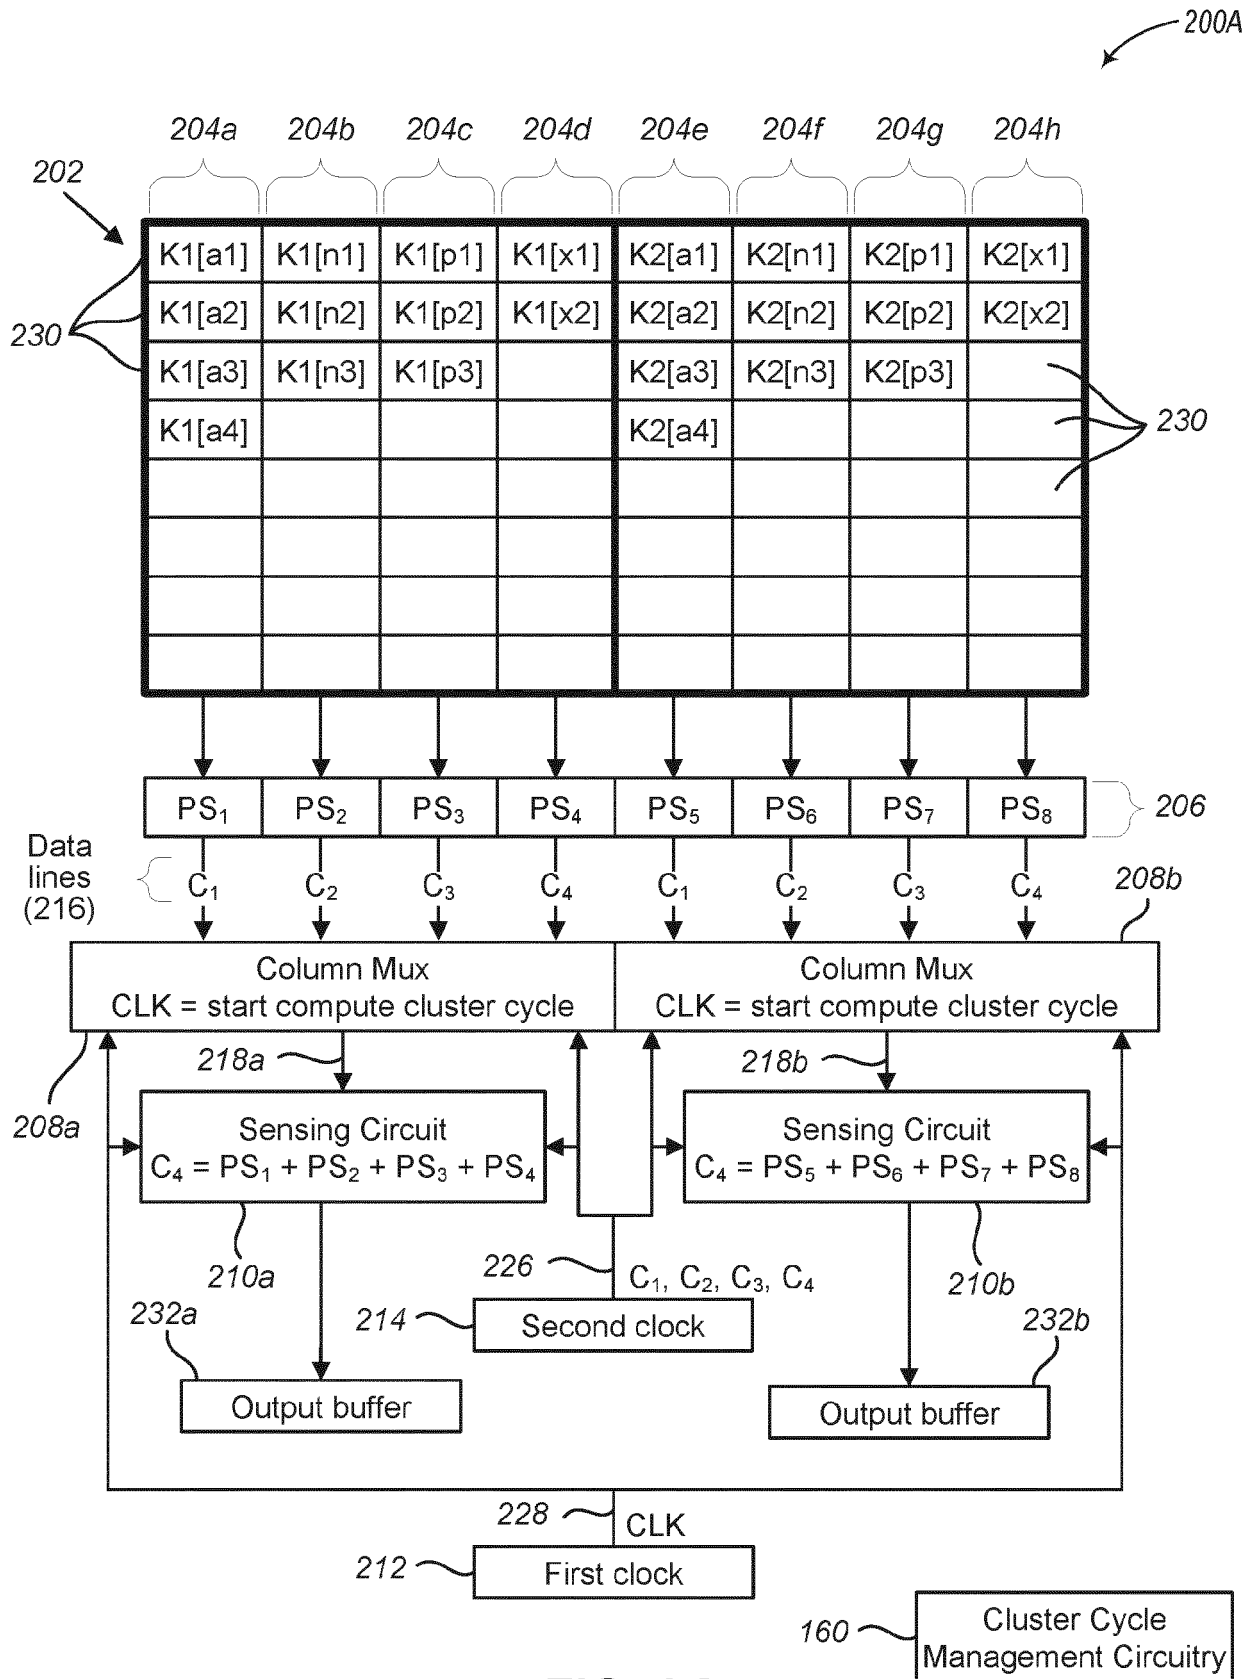 200A
204a 204b 204c 204d 204e 204f 204g 204h
202
K1[a1] K1[n1] K1[p1] K1[x1] K2[a1] K2[n1] K2[p1] K2[x1]
K1[a2] K1[n2] K1[p2] K1[x2] K2[a2] K2[n2] K2[p2] K2[x2]
230
K1[a3] K1[n3] K1[p3] K2[a3] K2[n3] K2[p3]
K1[a4] K2[a4]
230
PS₁ PS₂ PS₃ PS₄ PS₅ PS₆ PS₇ PS₈
206
Data
lines
(216)
C₁ C₂ C₃ C₄ C₁ C₂ C₃ C₄
208b
Column Mux
CLK = start compute cluster cycle
Column Mux
CLK = start compute cluster cycle
208a
218a
218b
Sensing Circuit
C₄ = PS₁ + PS₂ + PS₃ + PS₄
Sensing Circuit
C₄ = PS₅ + PS₆ + PS₇ + PS₈
210a
226
C₁, C₂, C₃, C₄
210b
232a
214
Second clock
232b
Output buffer
Output buffer
228
CLK
212
First clock
160
Cluster Cycle
Management Circuitry